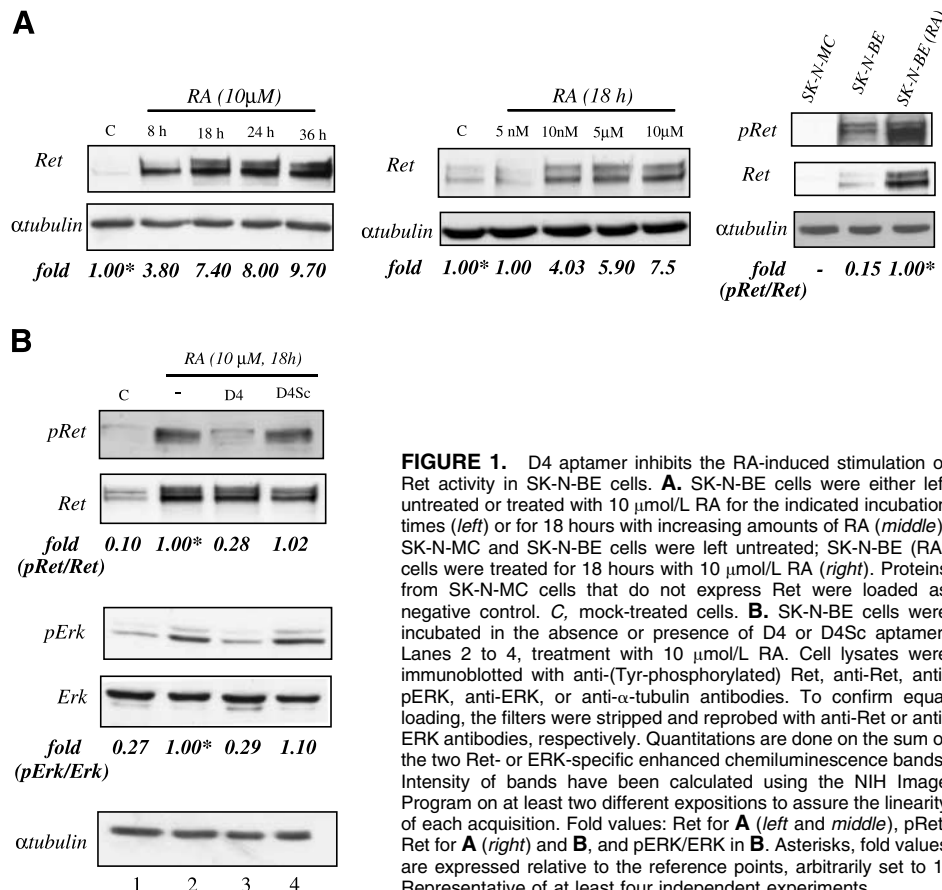 A
RA (10µM)
C 8 h 18 h 24 h 36 h
Ret
αtubulin
fold 1.00* 3.80 7.40 8.00 9.70
RA (18 h)
C 5 nM 10nM 5µM 10µM
Ret
αtubulin
fold 1.00* 1.00 4.03 5.90 7.5
SK-N-MC SK-N-BE SK-N-BE (RA)
pRet
Ret
αtubulin
fold - 0.15 1.00*
(pRet/Ret)
B
RA (10 µM, 18h)
C - D4 D4Sc
pRet
Ret
fold 0.10 1.00* 0.28 1.02
(pRet/Ret)
pErk
Erk
fold 0.27 1.00* 0.29 1.10
(pErk/Erk)
αtubulin
1 2 3 4
FIGURE 1. D4 aptamer inhibits the RA-induced stimulation o
Ret activity in SK-N-BE cells. A. SK-N-BE cells were either left
untreated or treated with 10 µmol/L RA for the indicated incubation
times (left) or for 18 hours with increasing amounts of RA (middle)
SK-N-MC and SK-N-BE cells were left untreated; SK-N-BE (RA
cells were treated for 18 hours with 10 µmol/L RA (right). Proteins
from SK-N-MC cells that do not express Ret were loaded as
negative control. C, mock-treated cells. B. SK-N-BE cells were
incubated in the absence or presence of D4 or D4Sc aptamer
Lanes 2 to 4, treatment with 10 µmol/L RA. Cell lysates were
immunoblotted with anti-(Tyr-phosphorylated) Ret, anti-Ret, anti
pERK, anti-ERK, or anti-α-tubulin antibodies. To confirm equa
loading, the filters were stripped and reprobed with anti-Ret or anti
ERK antibodies, respectively. Quantitations are done on the sum o
the two Ret- or ERK-specific enhanced chemiluminescence bands
Intensity of bands have been calculated using the NIH Image
Program on at least two different expositions to assure the linearity
of each acquisition. Fold values: Ret for A (left and middle), pRet
Ret for A (right) and B, and pERK/ERK in B. Asterisks, fold values
are expressed relative to the reference points, arbitrarily set to 1
Representative of at least four independent experiments